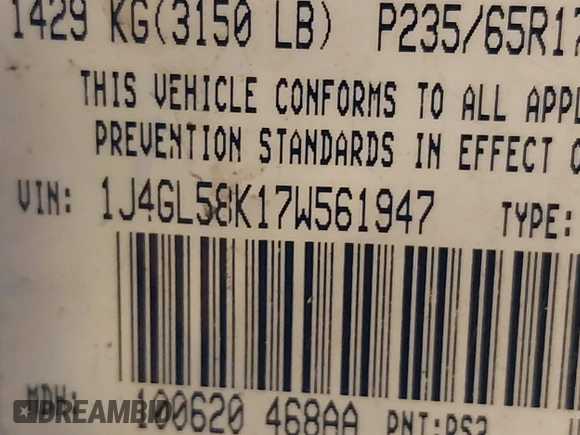 1429 KG(3150 LB) P235/65R17
THIS VEHICLE CONFORMS TO ALL APPL
PREVENTION STANDARDS IN EFFECT O
VIN: 1J4GL58K17W561947 TYPE:
MDH: 100620 468AA PNT:PS2
DREAMBID